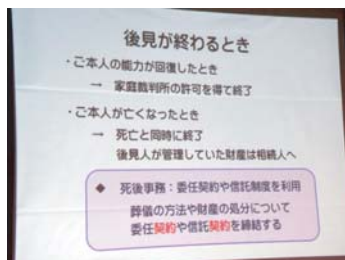 後見が終わるとき
・ご本人の能力が回復したとき
→ 家庭裁判所の許可を得て終了
・ご本人が亡くなったとき
→ 死亡と同時に終了
後見人が管理していた財産は相続人へ
◆ 死後事務：委任契約や信託制度を利用
葬儀の方法や財産の処分について
委任契約や信託契約を締結する